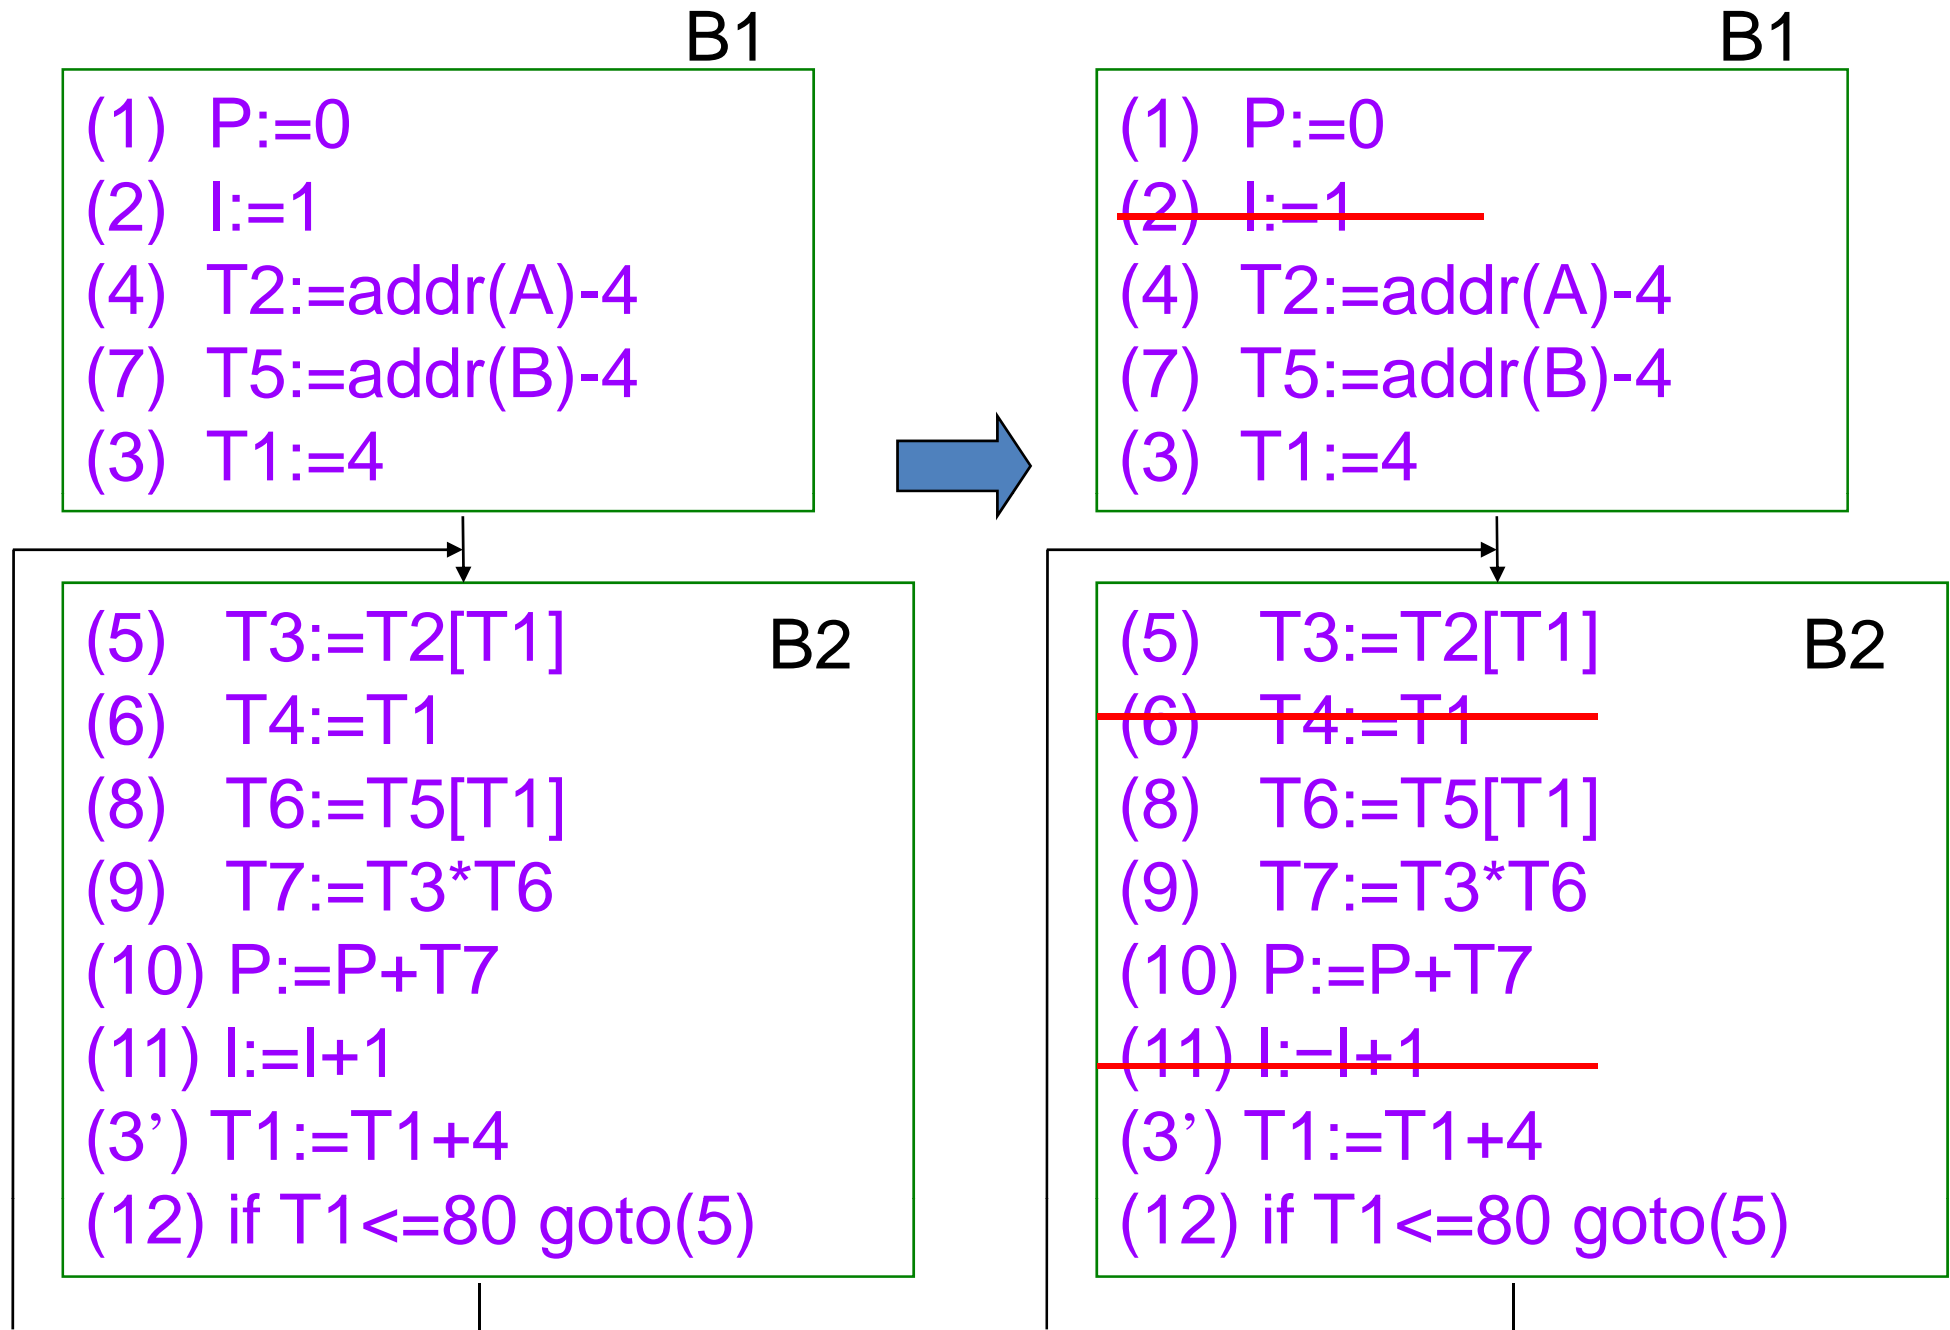 B1
(1) P:=0
(2) I:=1
(4) T2:=addr(A)-4
(7) T5:=addr(B)-4
(3) T1:=4
B2
(5) T3:=T2[T1]
(6) T4:=T1
(8) T6:=T5[T1]
(9) T7:=T3*T6
(10) P:=P+T7
(11) I:=I+1
(3’) T1:=T1+4
(12) if T1<=80 goto(5)
B1
(1) P:=0
(2) I:=1
(4) T2:=addr(A)-4
(7) T5:=addr(B)-4
(3) T1:=4
B2
(5) T3:=T2[T1]
(6) T4:=T1
(8) T6:=T5[T1]
(9) T7:=T3*T6
(10) P:=P+T7
(11) I:=I+1
(3’) T1:=T1+4
(12) if T1<=80 goto(5)